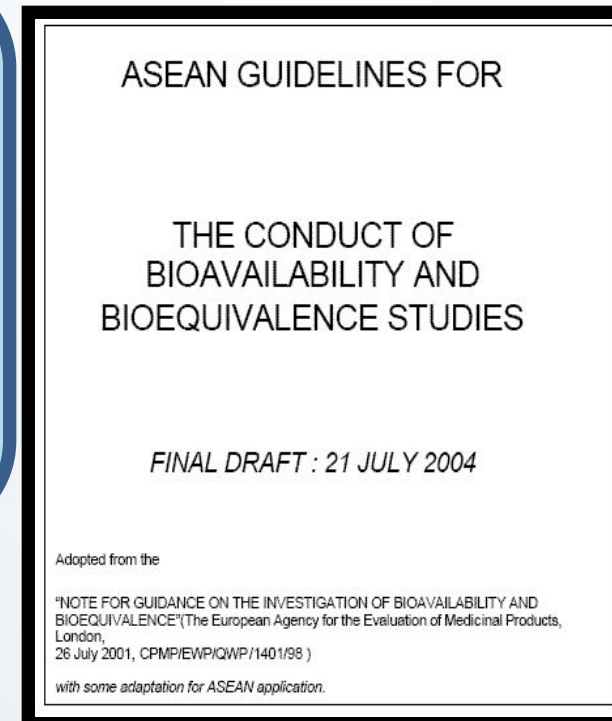 ASEAN GUIDELINES FOR
THE CONDUCT OF
BIOAVAILABILITY AND
BIOEQUIVALENCE STUDIES
FINAL DRAFT : 21 JULY 2004
Adopted from the
"NOTE FOR GUIDANCE ON THE INVESTIGATION OF BIOAVAILABILITY AND
BIOEQUIVALENCE"(The European Agency for the Evaluation of Medicinal Products,
London,
26 July 2001, CPMP/EWP/QWP/1401/98 )
with some adaptation for ASEAN application.